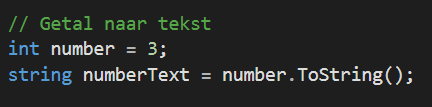 // Getal naar tekst
int number = 3;
string numberText = number.ToString();